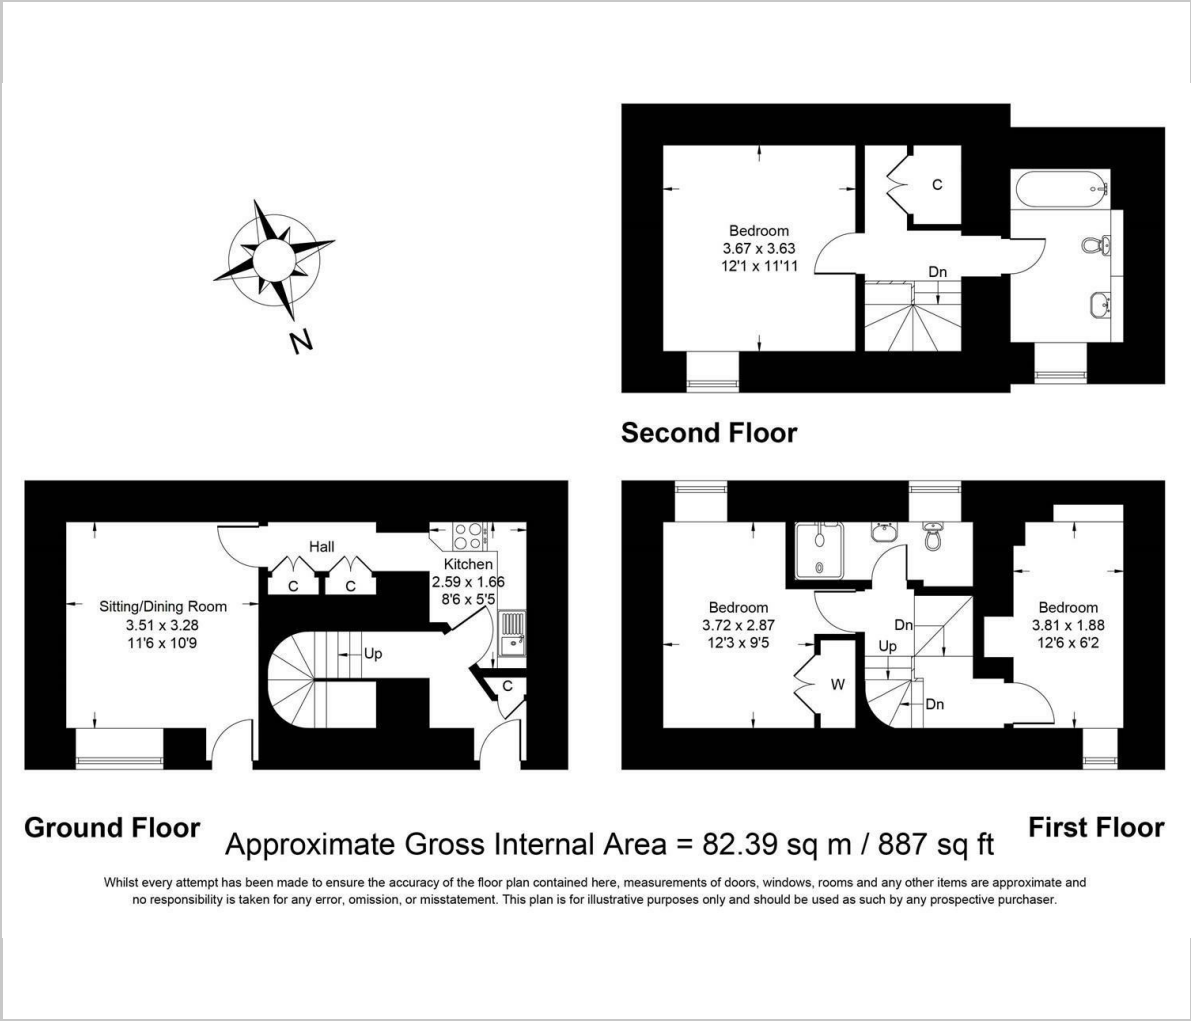 C
Bedroom
3.67 x 3.63
12'1 x 11'11
Dn
N
Second Floor
Hall
C
C
Kitchen
2.59 x 1.66
8'6 x 5'5
Sitting/Dining Room
3.51 x 3.28
11'6 x 10'9
Up
C
Bedroom
3.72 x 2.87
12'3 x 9'5
Dn
Up
W
Dn
Bedroom
3.81 x 1.88
12'6 x 6'2
Ground Floor
First Floor
Approximate Gross Internal Area = 82.39 sq m / 887 sq ft
Whilst every attempt has been made to ensure the accuracy of the floor plan contained here, measurements of doors, windows, rooms and any other items are approximate and
no responsibility is taken for any error, omission, or misstatement. This plan is for illustrative purposes only and should be used as such by any prospective purchaser.